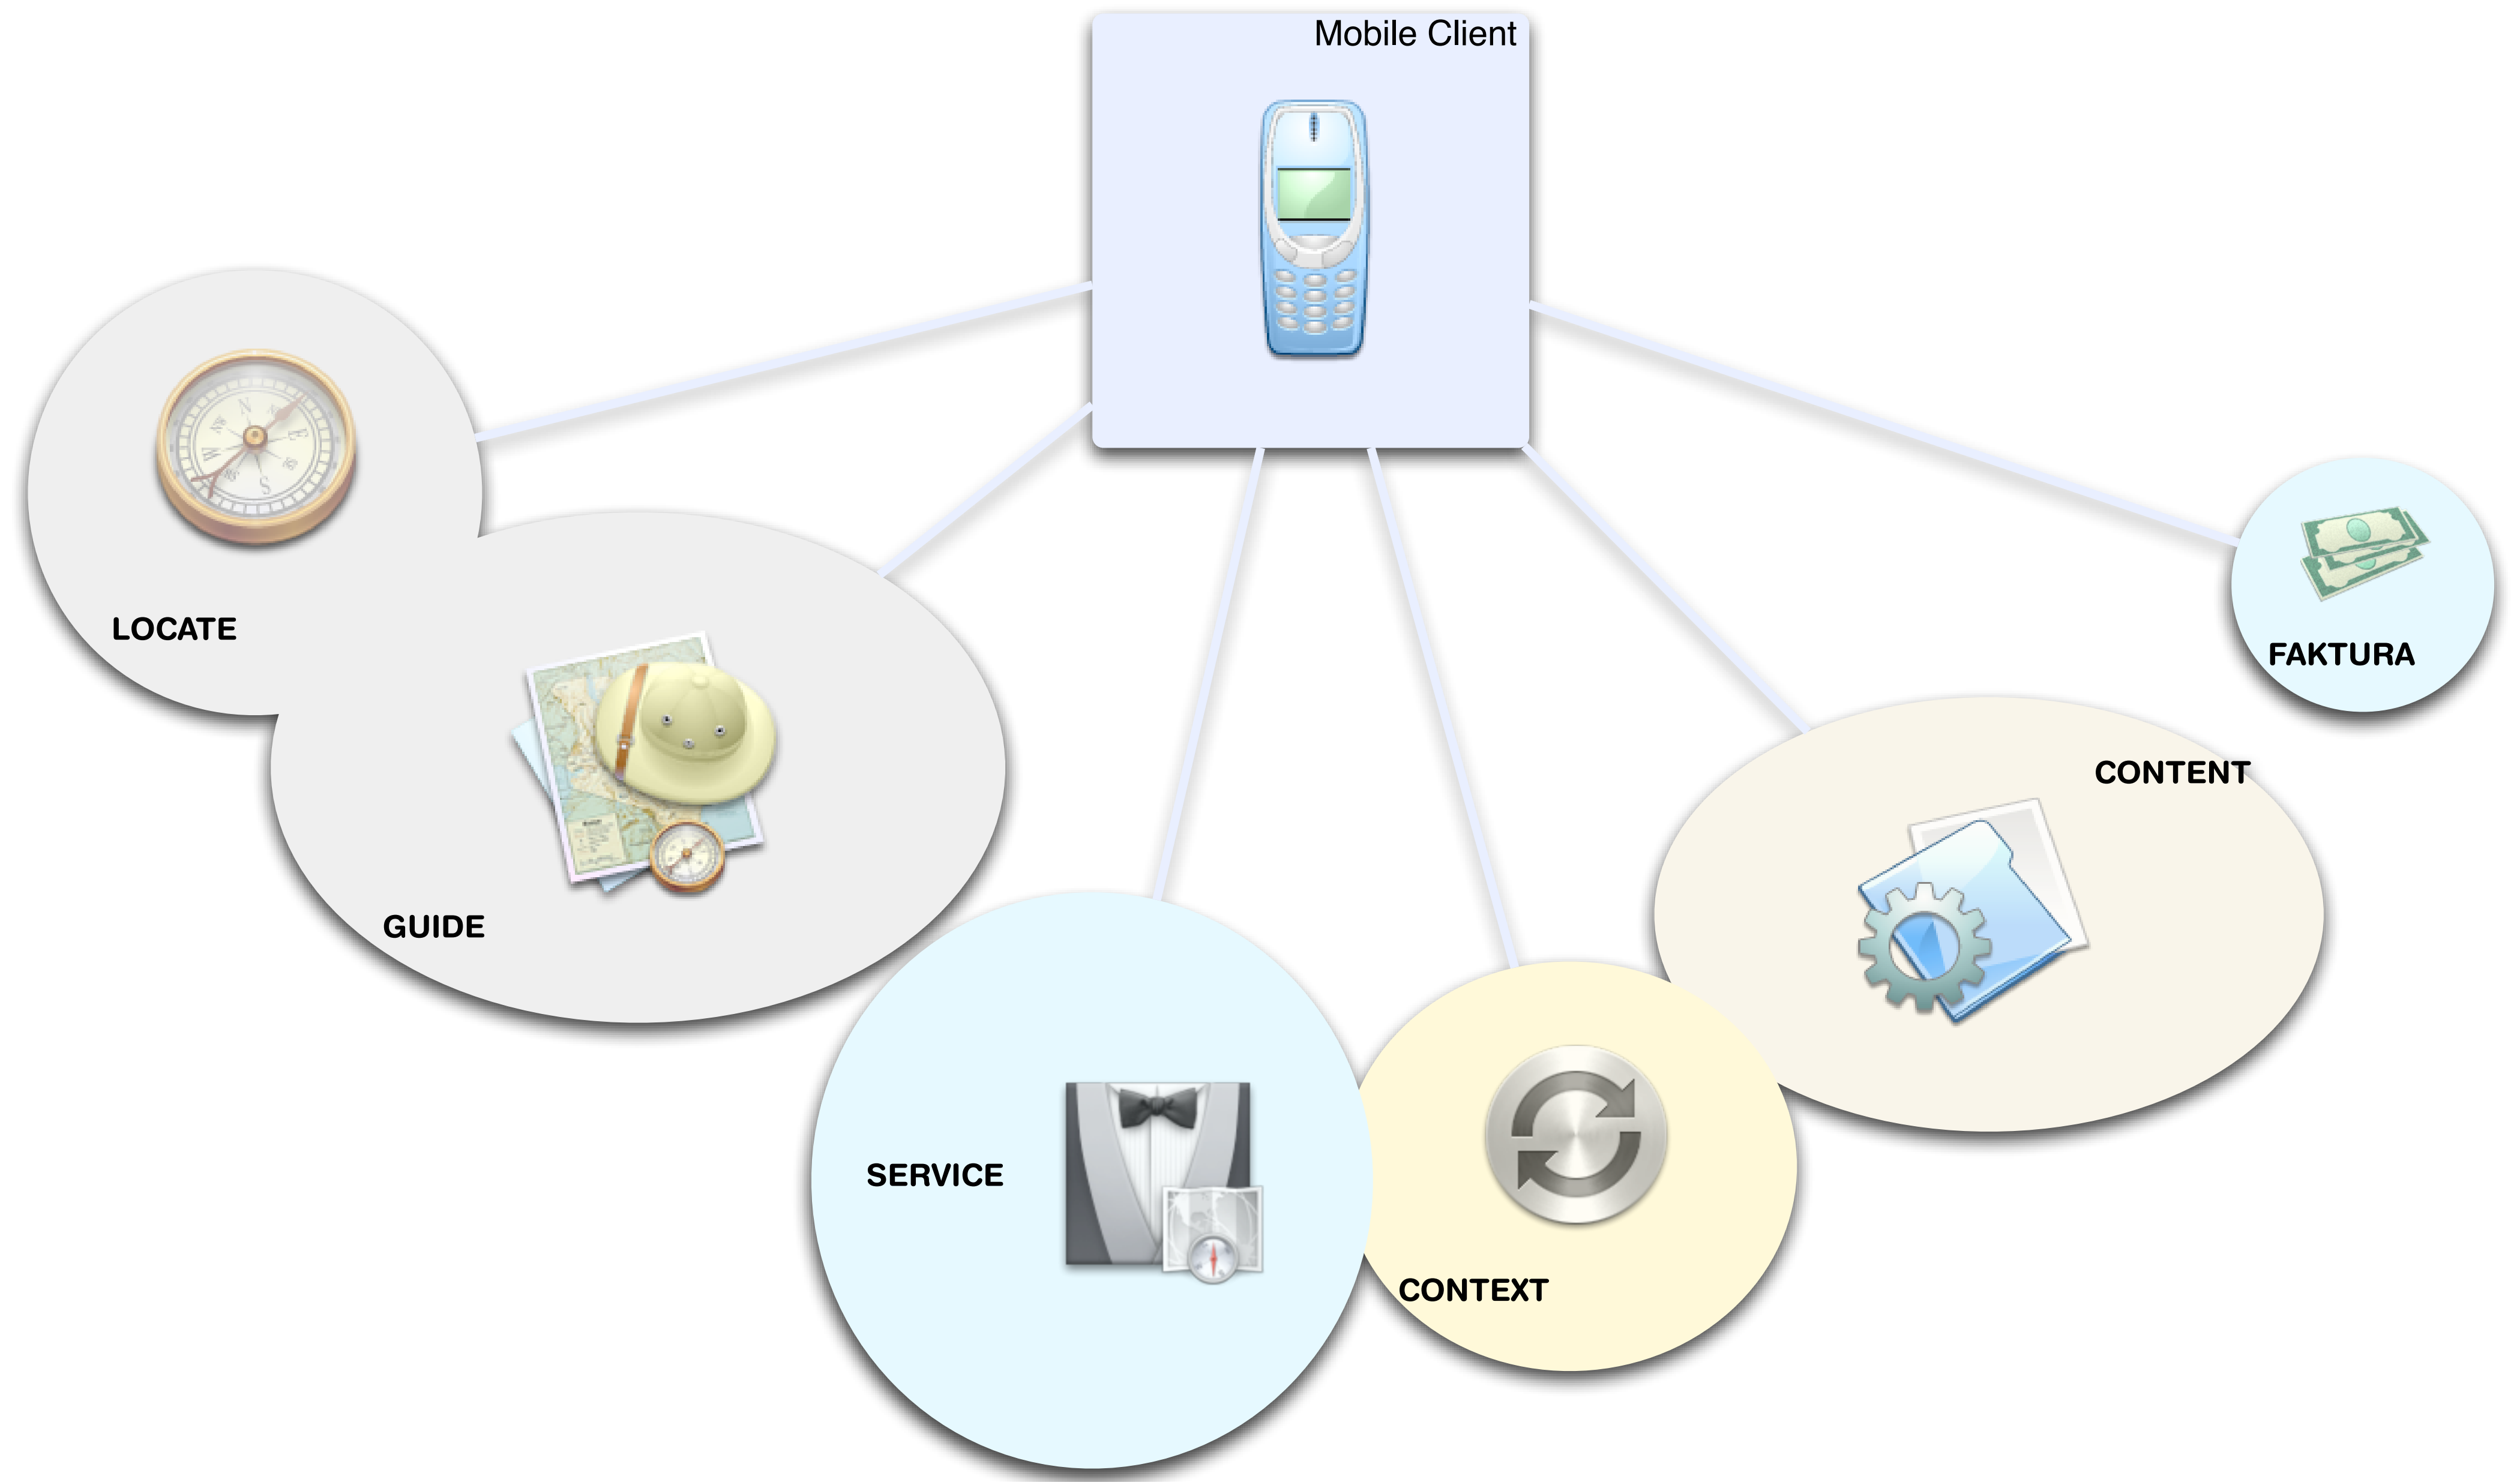 Mobile Client
LOCATE
FAKTURA
CONTENT
GUIDE
SERVICE
CONTEXT